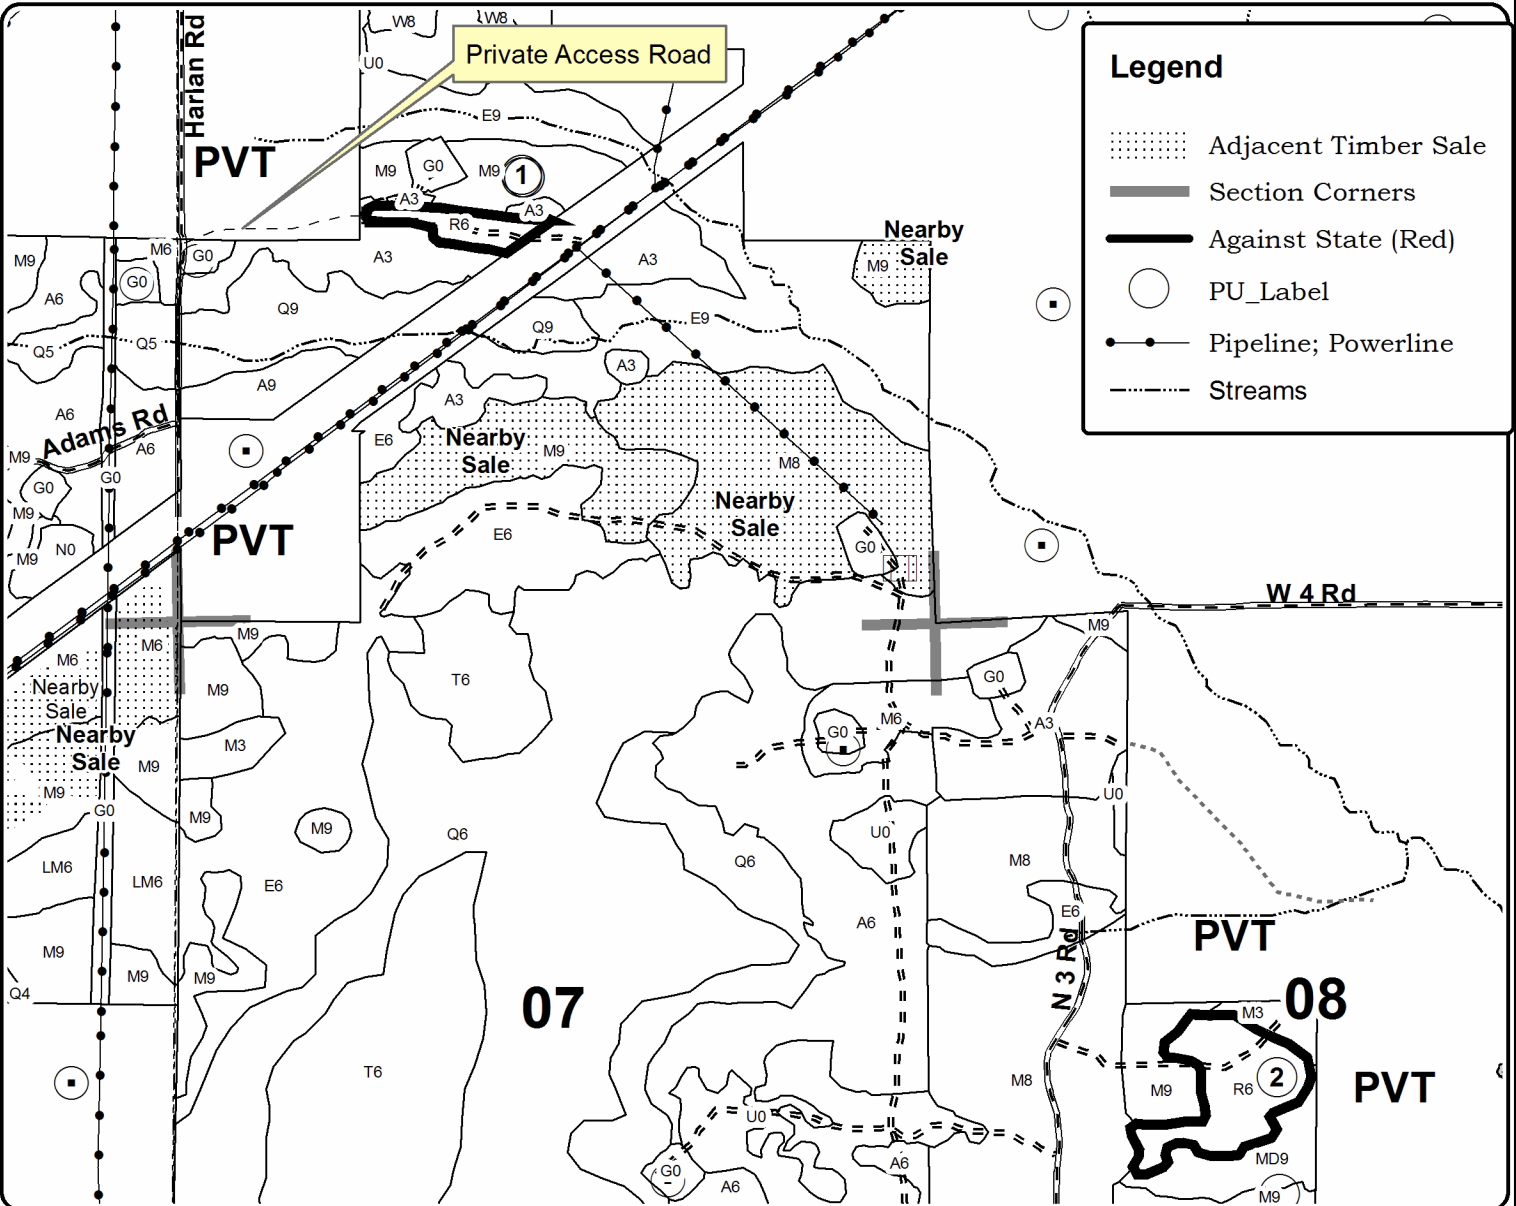 W8
W8
Harlan Rd
Private Access Road
U0
Legend
E9
Adjacent Timber Sale
PVT
M9
G0
M9
1
Section Corners
A3
A3
R6
Nearby
Sale
Against State (Red)
M9
M6
G0
A3
A3
M9
G0
PU_Label
A6
Q9
Q9
E9
Pipeline; Powerline
Q5
Q5
A3
A9
Streams
A3
A6
Adams Rd
A6
E6
Nearby
Sale
M9
M8
M9
G0
G0
Nearby
Sale
M9
PVT
E6
G0
N0
M9
W 4 Rd
M9
M9
M6
M6
T6
G0
Nearby
Sale
M9
M6
A3
G0
Nearby
Sale
M3
M9
M9
U0
G0
M9
M9
Q6
U0
Q6
M8
LM6
LM6
E6
E6
A6
PVT
M9
M9
M9
N 3 Rd
Q4
07
08
M3
T6
M8
M9
R6
2
PVT
U0
G0
A6
A6
MD9
M9